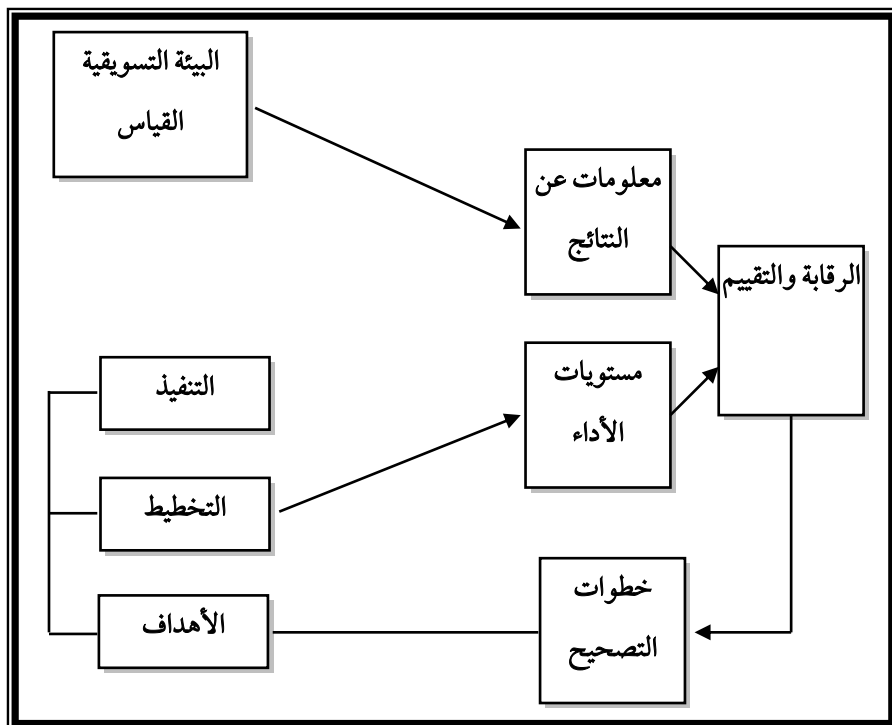 البيئة التسويقية
القياس
معلومات عن
النتائج
الرقابة والتقييم
التنفيذ
مستويات
الأداء
التخطيط
خطوات
التصحيح
الأهداف